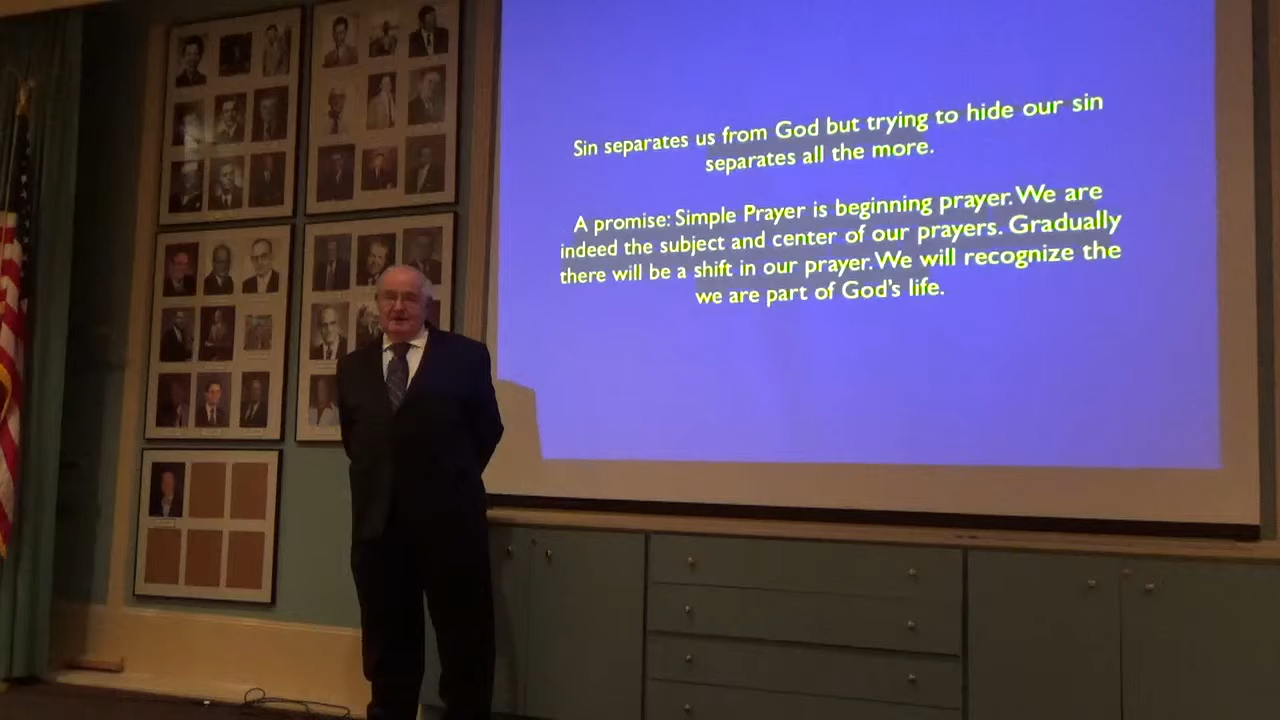 Sin separates us from God but trying to hide our sin
separates all the more.
A promise: Simple Prayer is beginning prayer. We are
indeed the subject and center of our prayers. Gradually
there will be a shift in our prayer. We will recognize the
we are part of God's life.